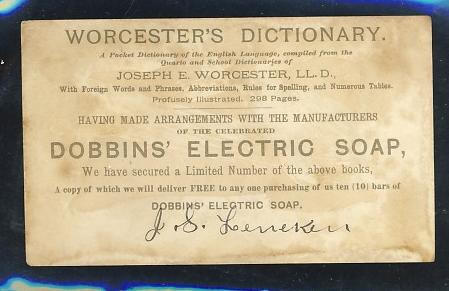 WORCESTER'S DICTIONARY.
A Pocket Dictionary of the English Language, compiled from the
Quarto and School Dictionaries of
JOSEPH E. WORCESTER, LL. D.,
With Foreign Words and Phrases, Abbreviations, Rules for Spelling, and Numerous Tables.
Profusely Illustrated. 298 Pages.
HAVING MADE ARRANGEMENTS WITH THE MANUFACTURERS
OF THE CELEBRATED
DOBBINS' ELECTRIC SOAP,
We have secured a Limited Number of the above books,
A copy of which we will deliver FREE to any one purchasing of us ten (10) bars of
DOBBINS' ELECTRIC SOAP.
J. S.